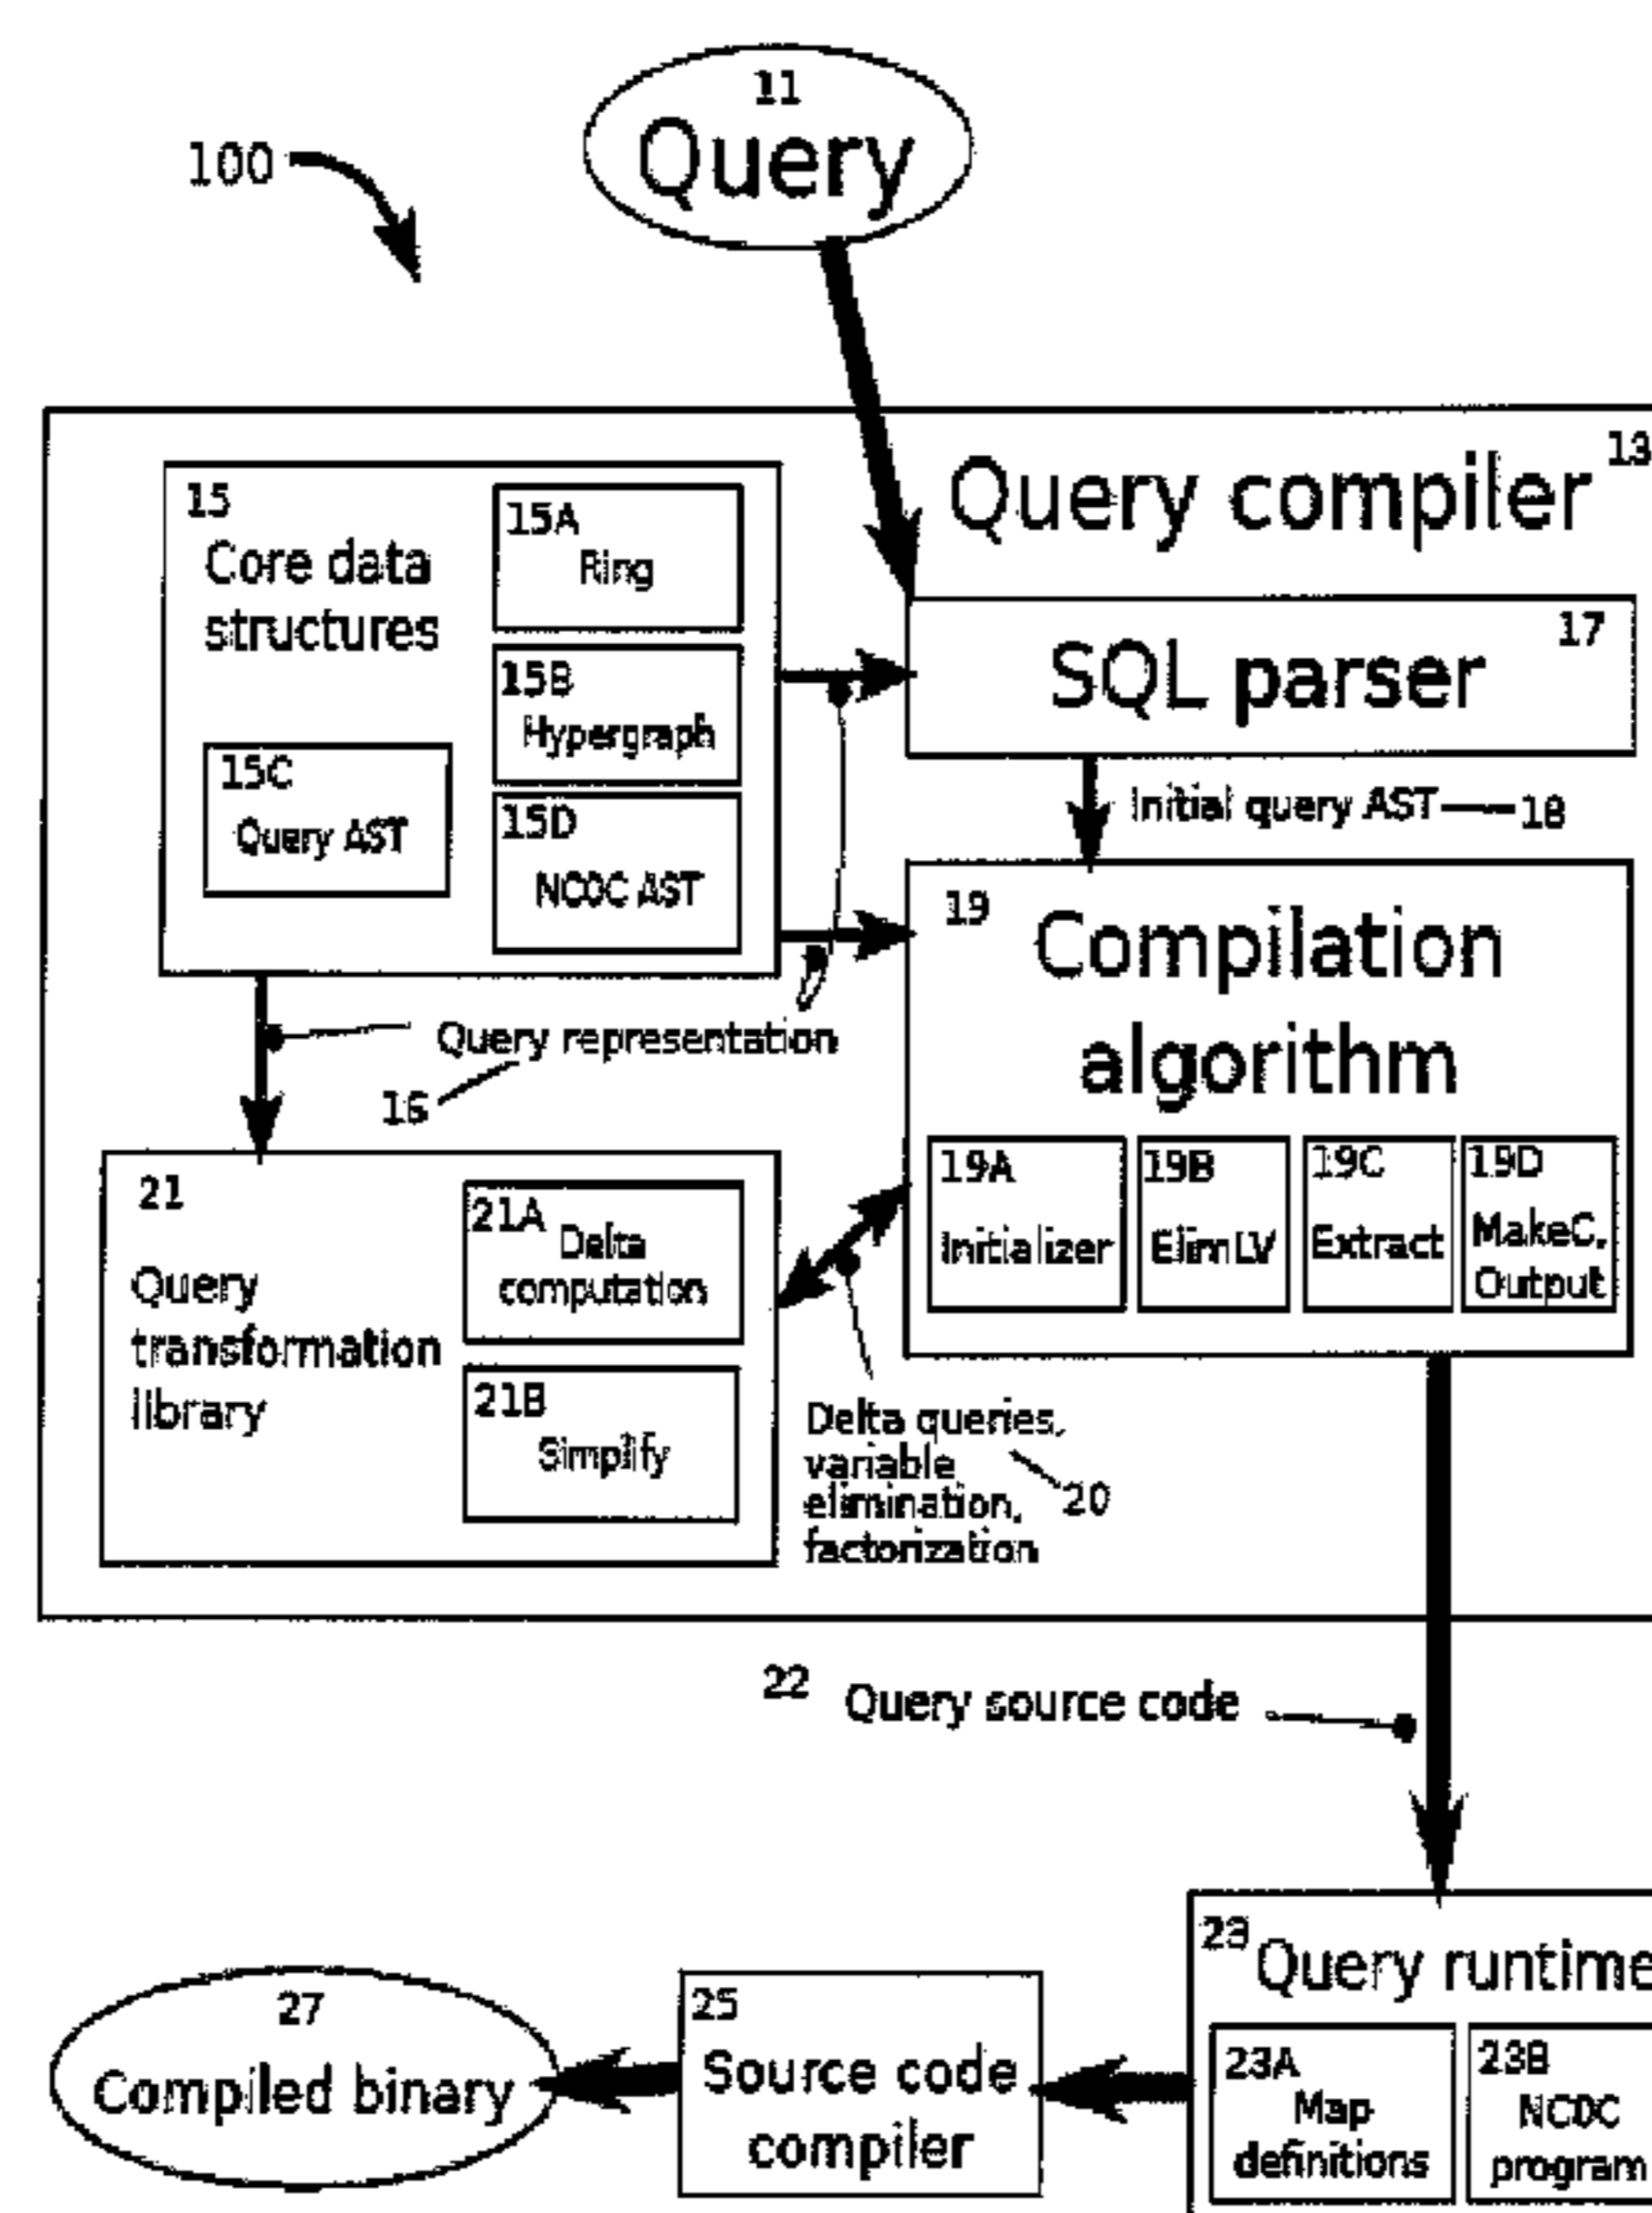 11
Query
100
Query compiler
13
15
Core data
structures
15A
Ring
15B
Hypergraph
15C
Query AST
15D
NC0C AST
17
SQL parser
Initial query AST
18
19
Compilation
algorithm
19A
Initializer
19B
ElimLV
19C
Extract
19D
MakeC,
Output
Query representation
16
21
Query
transformation
library
21A
Delta
computation
21B
Simplify
Delta queries,
variable
elimination,
factorization
20
22
Query source code
23
Query runtime
23A
Map
definitions
23B
NC0C
program
25
Source code
compiler
27
Compiled binary